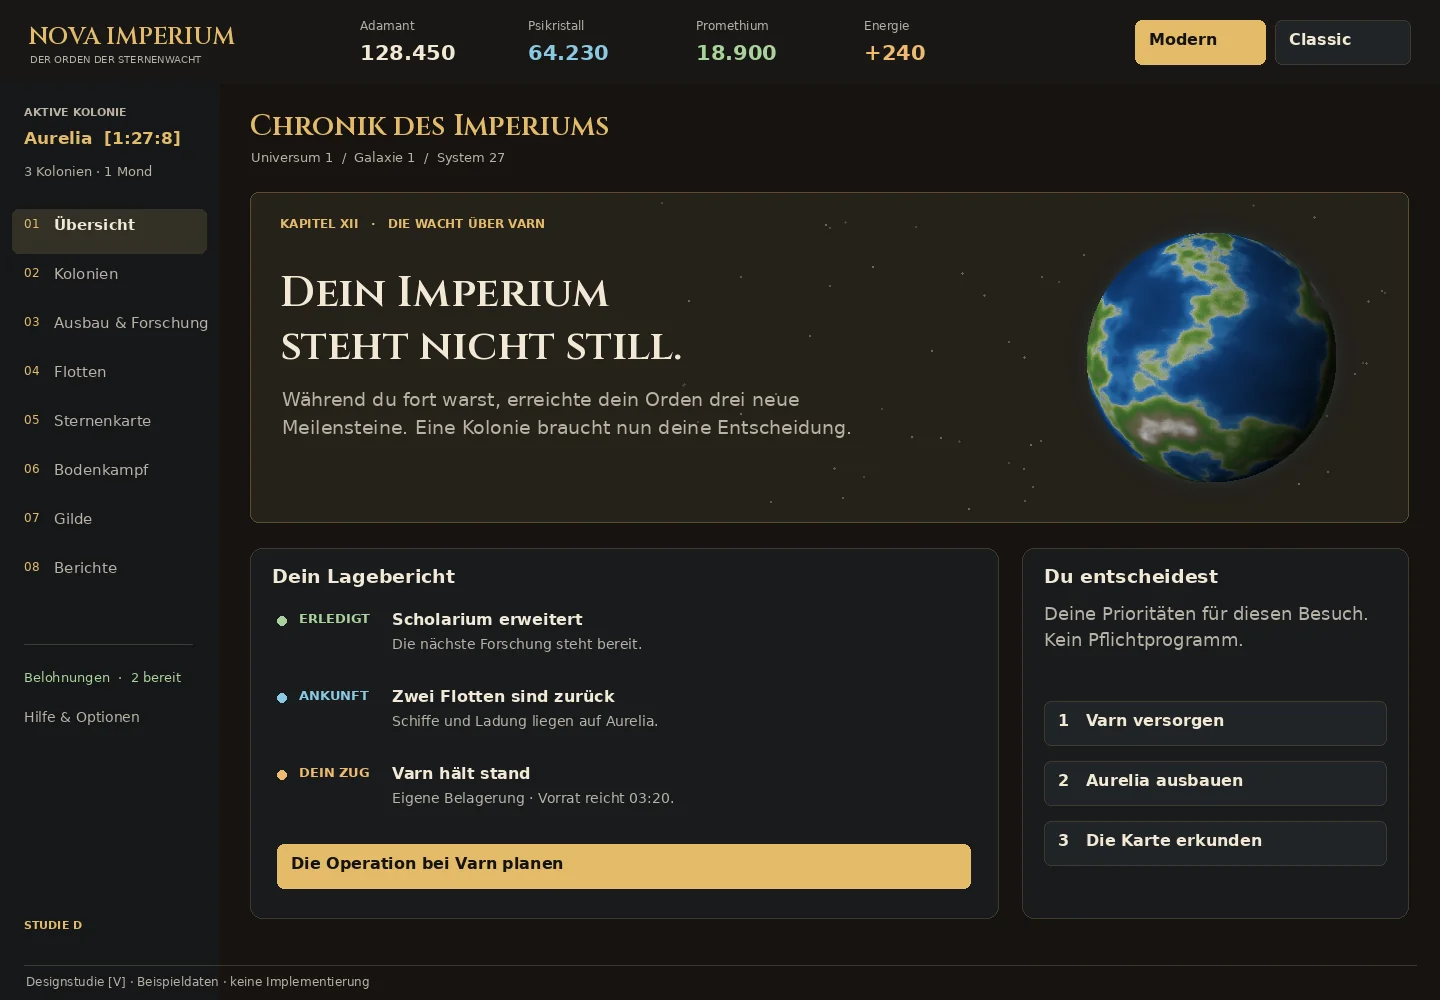 NOVA IMPERIUM
DER ORDEN DER STERNENWACHT
Adamant
128.450
Psikristall
64.230
Promethium
18.900
Energie
+240
Modern
Classic
AKTIVE KOLONIE
Aurelia [1:27:8]
3 Kolonien · 1 Mond
01 Übersicht
02 Kolonien
03 Ausbau & Forschung
04 Flotten
05 Sternenkarte
06 Bodenkampf
07 Gilde
08 Berichte
Belohnungen · 2 bereit
Hilfe & Optionen
STUDIE D
CHRONIK DES IMPERIUMS
Universum 1 / Galaxie 1 / System 27
KAPITEL XII · DIE WACHT ÜBER VARN
DEIN IMPERIUM
STEHT NICHT STILL.
Während du fort warst, erreichte dein Orden drei neue
Meilensteine. Eine Kolonie braucht nun deine Entscheidung.
Dein Lagebericht
ERLEDIGT Scholarium erweitert
Die nächste Forschung steht bereit.
ANKUNFT Zwei Flotten sind zurück
Schiffe und Ladung liegen auf Aurelia.
DEIN ZUG Varn hält stand
Eigene Belagerung · Vorrat reicht 03:20.
Die Operation bei Varn planen
Du entscheidest
Deine Prioritäten für diesen Besuch.
Kein Pflichtprogramm.
1 Varn versorgen
2 Aurelia ausbauen
3 Die Karte erkunden
Designstudie [V] · Beispieldaten · keine Implementierung